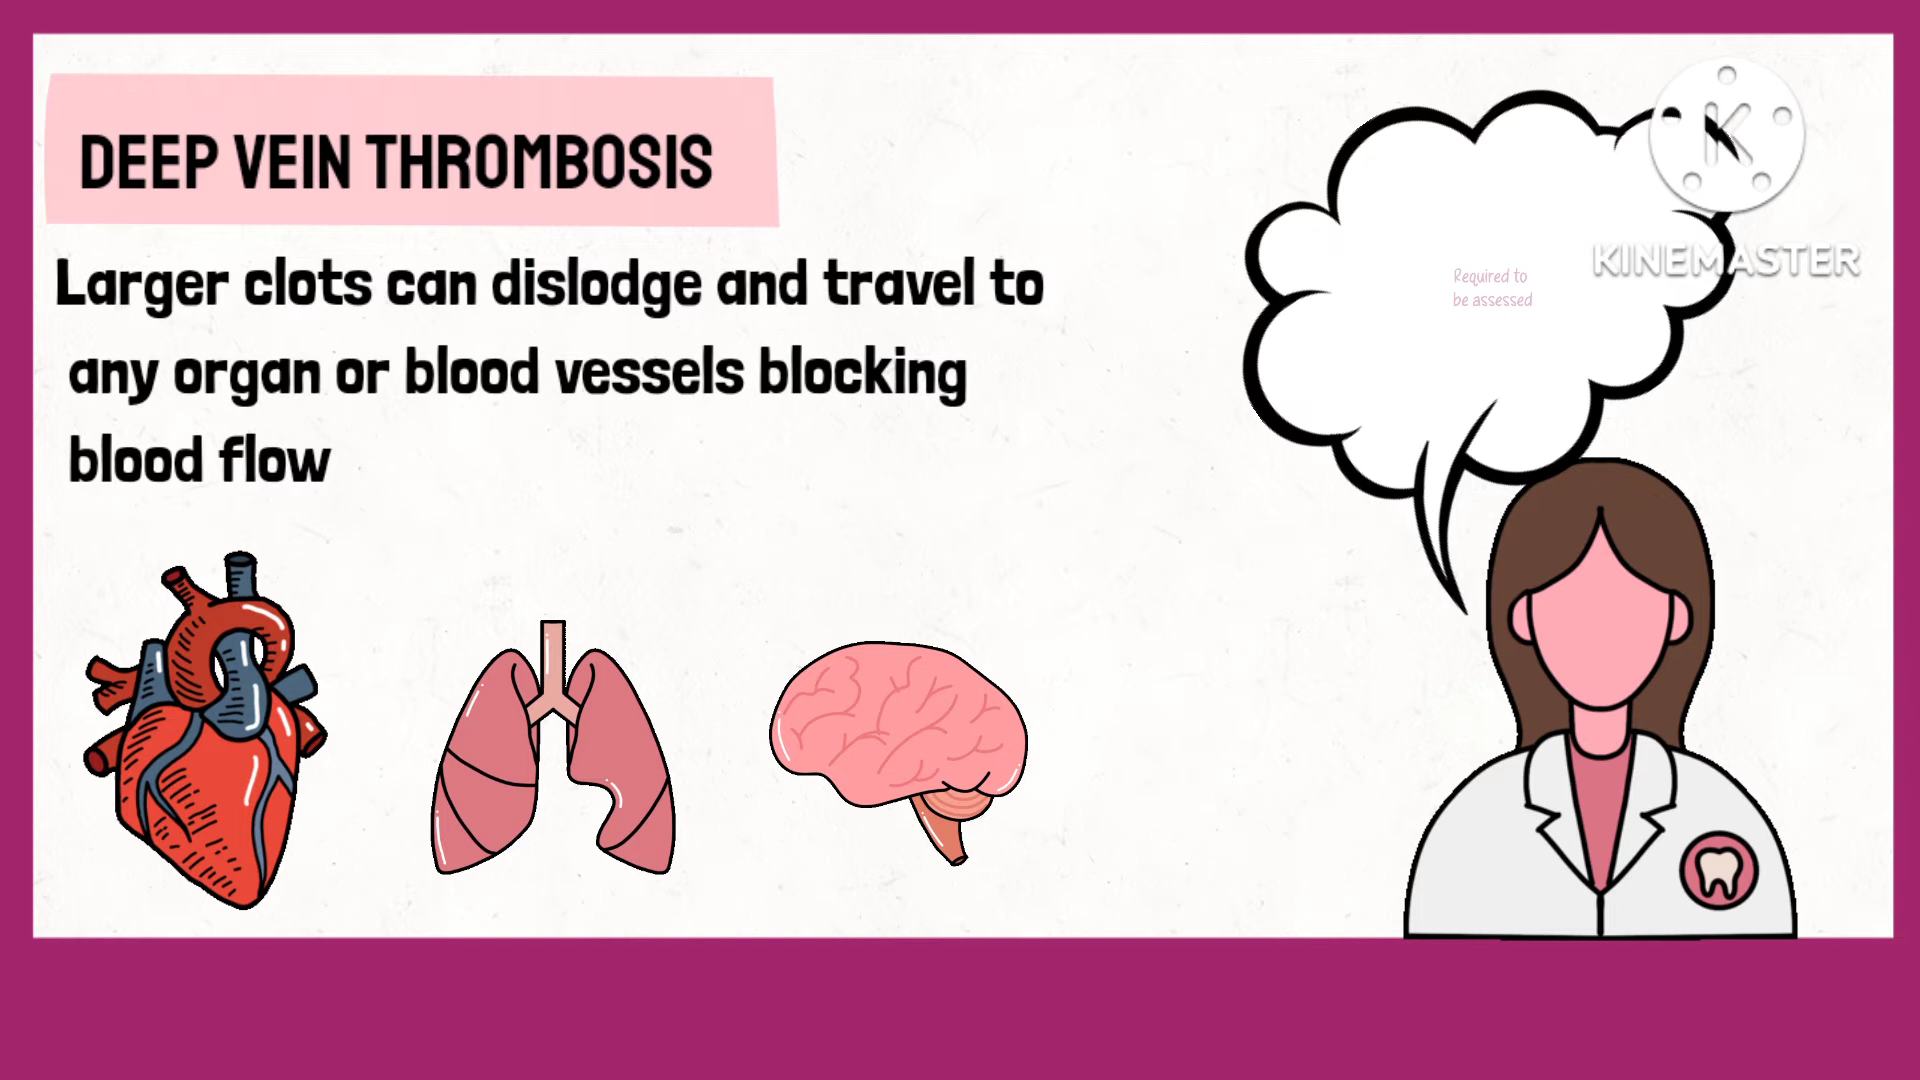 DEEP VEIN THROMBOSIS
Larger clots can dislodge and travel to
any organ or blood vessels blocking
blood flow
Required to
be assessed
K
KINEMASTER